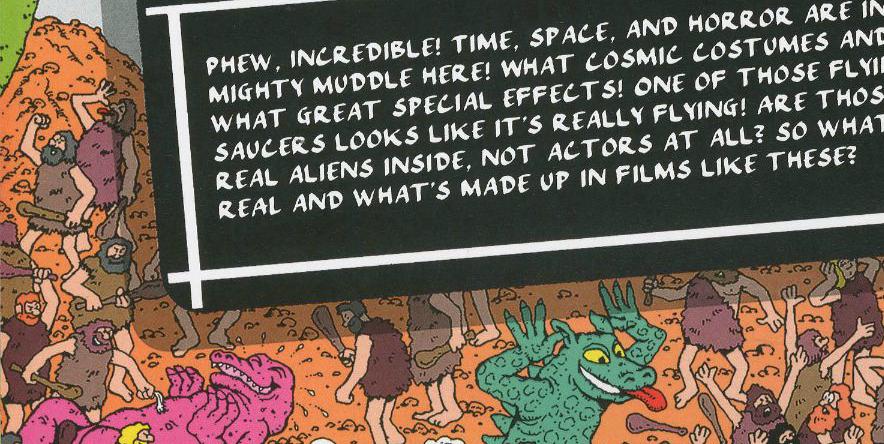 PHEW, INCREDIBLE! TIME, SPACE, AND HORROR ARE IN
MIGHTY MUDDLE HERE! WHAT COSMIC COSTUMES AND
WHAT GREAT SPECIAL EFFECTS! ONE OF THOSE
SAUCERS LOOKS LIKE IT'S REALLY FLYING! ARE
REAL ALIENS INSIDE, NOT ACTORS AT ALL? SO WHAT
REAL AND WHAT'S MADE UP IN FILMS LIKE THESE?